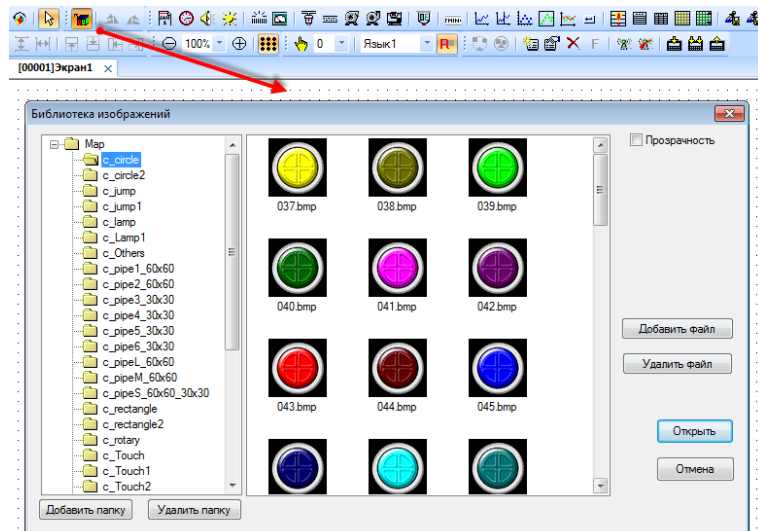 100%
0
Язык1
R
F
[00001]Экран1
Библиотека изображений
Map
c_circle
c_circle2
c_jump
c_jump1
c_lamp
c_Lamp1
c_Others
c_pipe1_60x60
c_pipe2_60x60
c_pipe3_30x30
c_pipe4_30x30
c_pipe5_30x30
c_pipe6_30x30
c_pipeL_60x60
c_pipeM_60x60
c_pipeS_60x60_30x30
c_rectangle
c_rectangle2
c_rotary
c_Touch
c_Touch1
c_Touch2
Добавить папку Удалить папку
037.bmp 038.bmp 039.bmp
040.bmp 041.bmp 042.bmp
043.bmp 044.bmp 045.bmp
Прозрачность
Добавить файл
Удалить файл
Открыть
Отмена